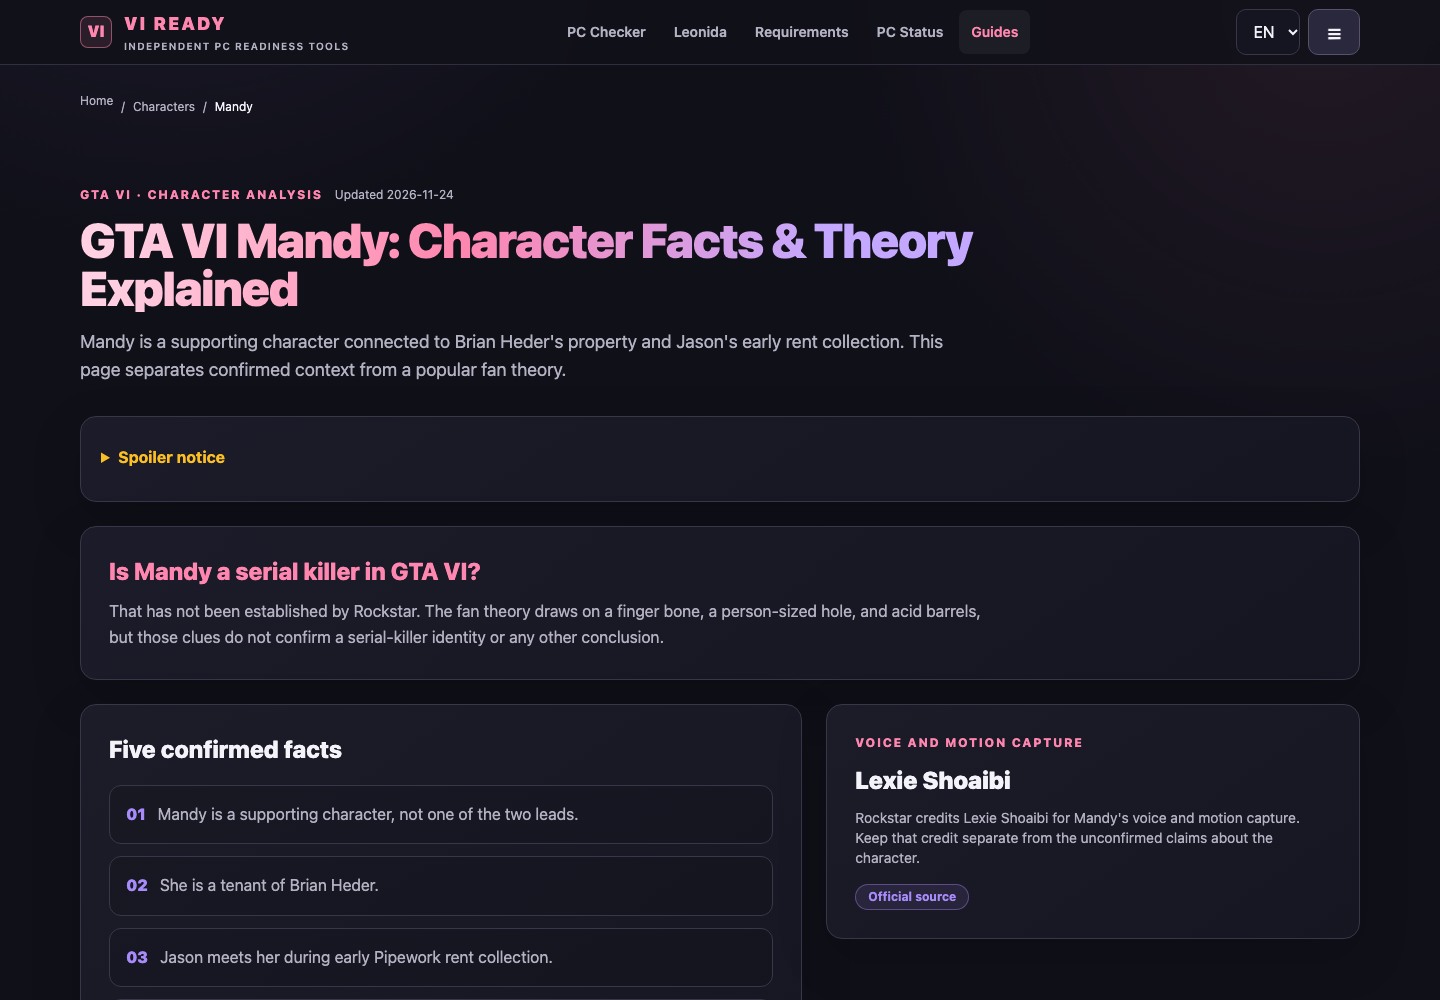 VI
VI READY
INDEPENDENT PC READINESS TOOLS
PC Checker
Leonida
Requirements
PC Status
Guides
EN
Home / Characters / Mandy
GTA VI · CHARACTER ANALYSIS Updated 2026-11-24
GTA VI Mandy: Character Facts & Theory
Explained
Mandy is a supporting character connected to Brian Heder's property and Jason's early rent collection. This
page separates confirmed context from a popular fan theory.
Spoiler notice
Is Mandy a serial killer in GTA VI?
That has not been established by Rockstar. The fan theory draws on a finger bone, a person-sized hole, and acid barrels,
but those clues do not confirm a serial-killer identity or any other conclusion.
Five confirmed facts
01 Mandy is a supporting character, not one of the two leads.
02 She is a tenant of Brian Heder.
03 Jason meets her during early Pipework rent collection.
VOICE AND MOTION CAPTURE
Lexie Shoaibi
Rockstar credits Lexie Shoaibi for Mandy's voice and motion capture.
Keep that credit separate from the unconfirmed claims about the
character.
Official source